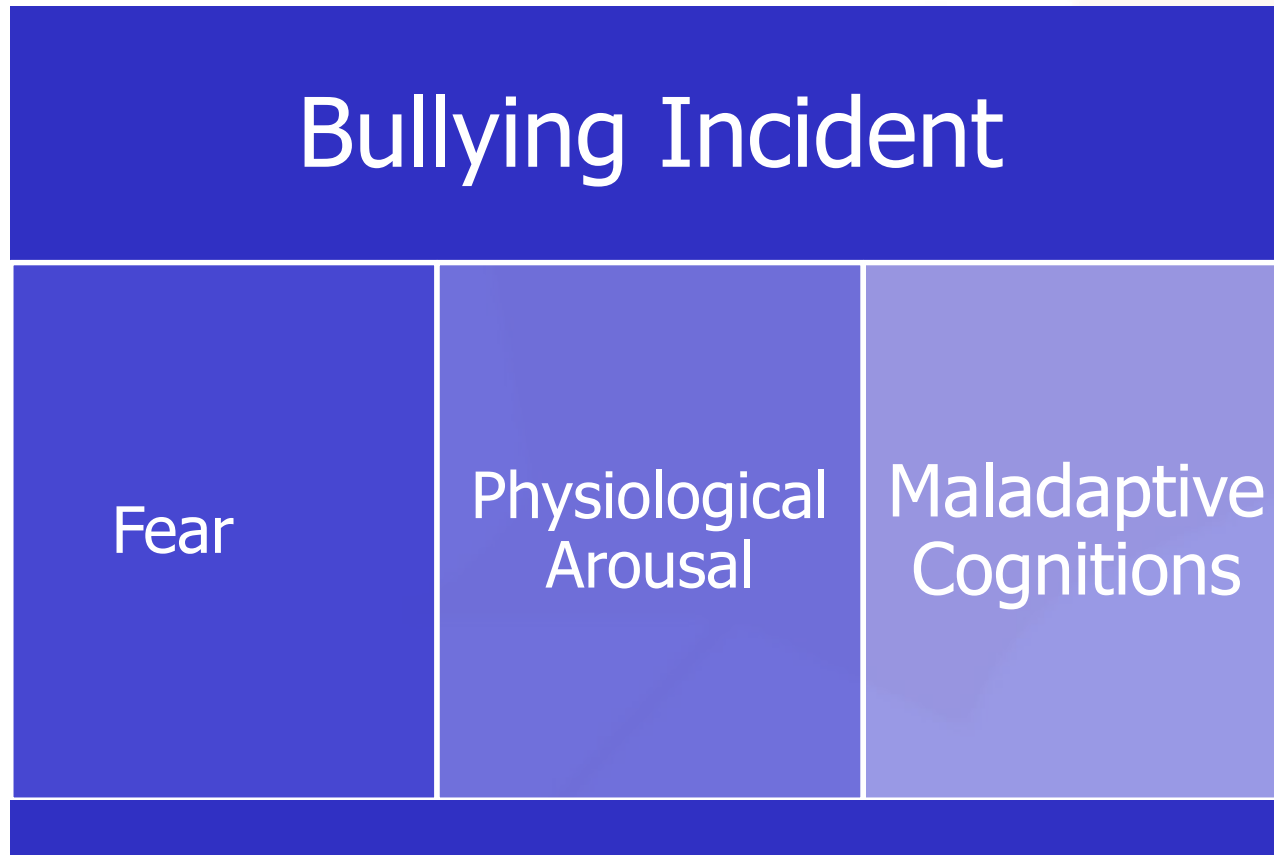 Bullying Incident
Fear
Physiological
Arousal
Maladaptive
Cognitions